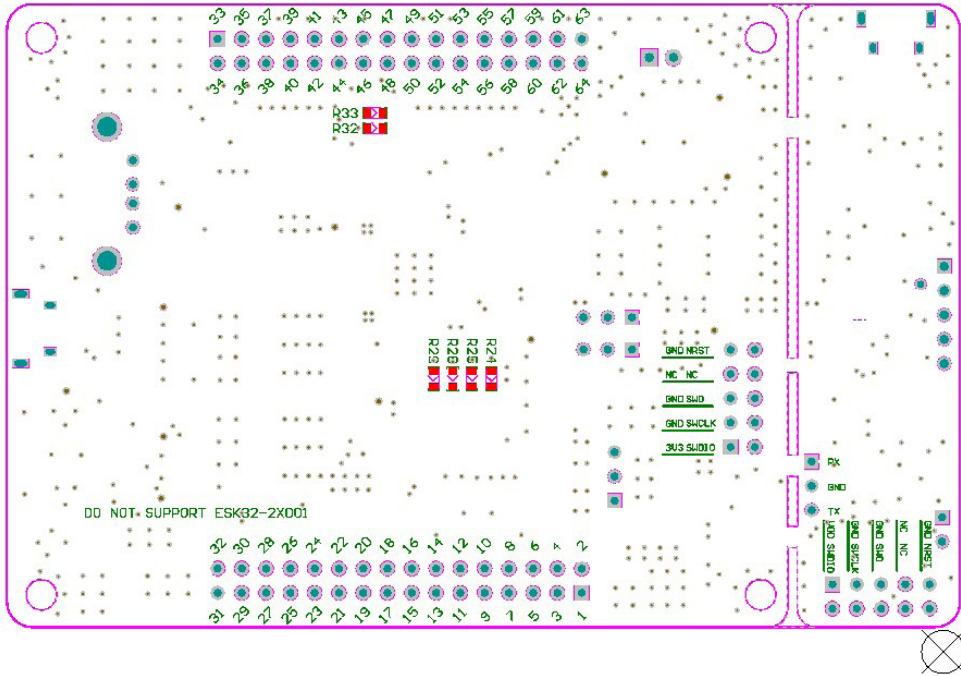 33 35 37 39 41 43 45 47 49 51 53 55 57 59 61 63
34 36 38 40 42 44 46 48 50 52 54 56 58 60 62 64
R33
R32
R29 R28 R25 R24
GND NRST
NC NC
GND SWO
GND SWCLK
3V3 SWDIO
RX
GND
TX
DO NOT SUPPORT ESK32-2X001
VDD SWDIO
GND SWCLK
GND SWO
NC NC
GND NRST
32 30 28 26 24 22 20 18 16 14 12 10 8 6 4 2
31 29 27 25 23 21 19 17 15 13 11 9 7 5 3 1